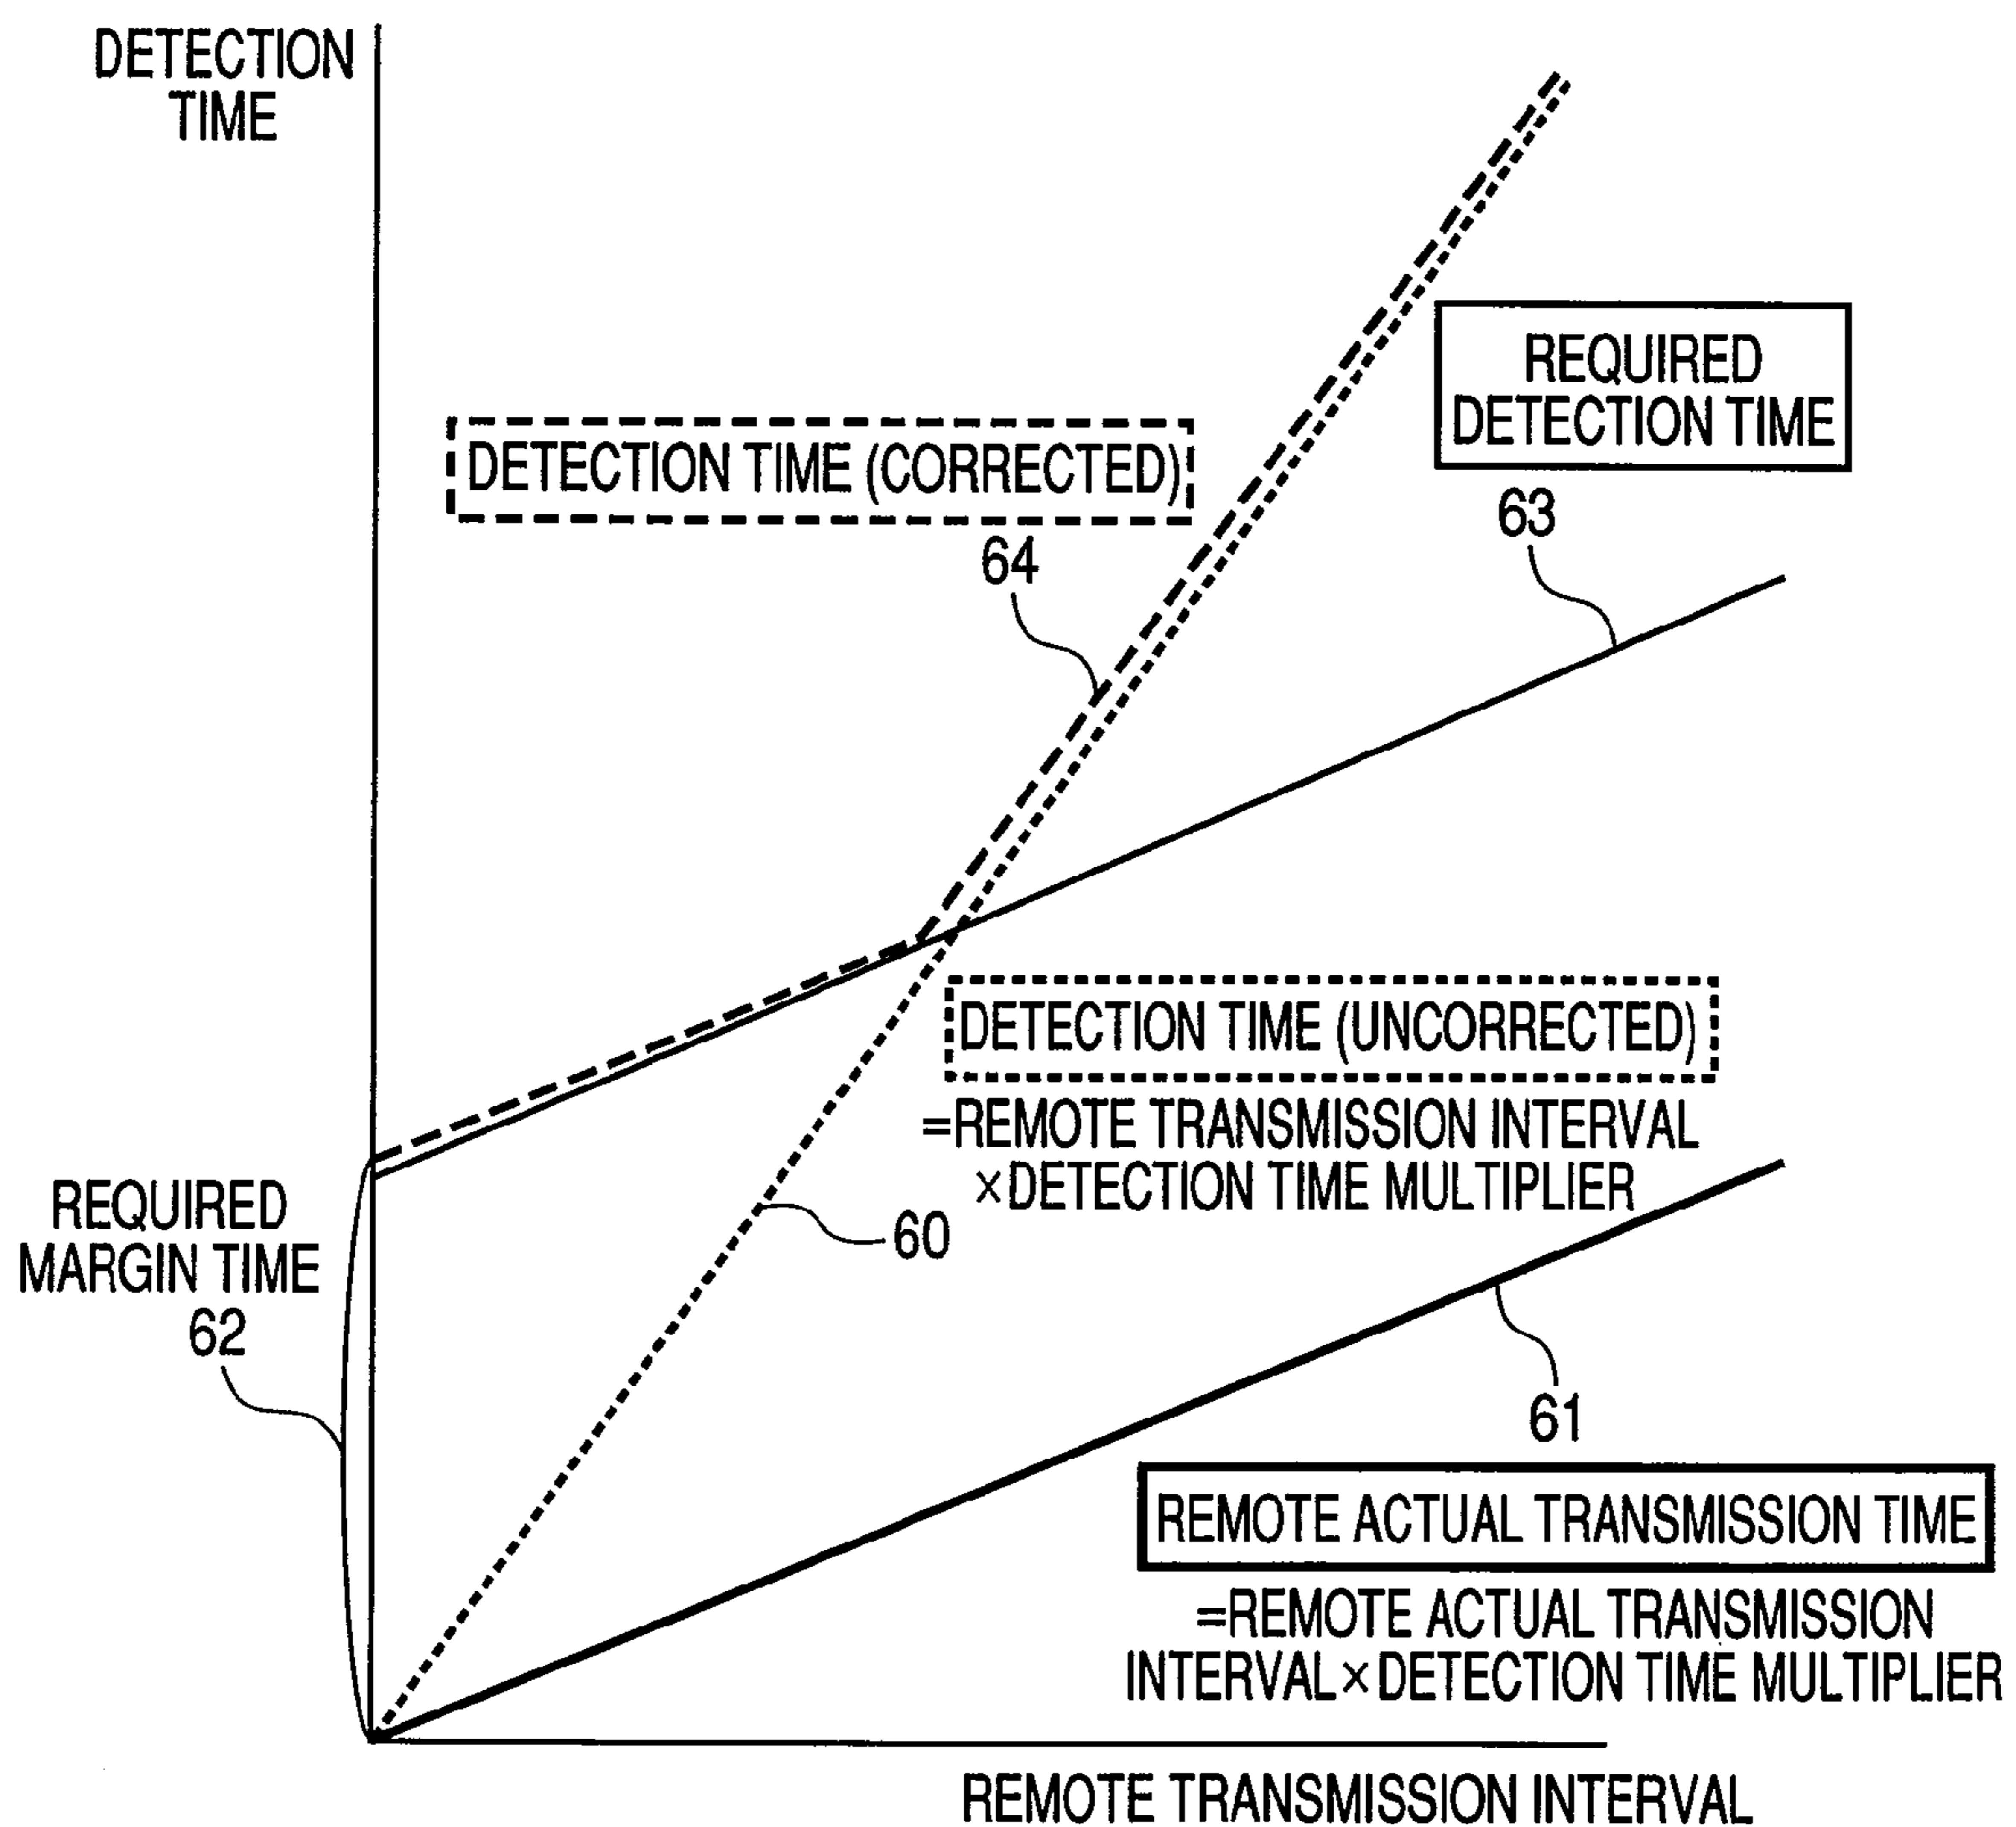 DETECTION
TIME
REQUIRED
DETECTION TIME
63
DETECTION TIME (CORRECTED)
64
DETECTION TIME (UNCORRECTED)
=REMOTE TRANSMISSION INTERVAL
×DETECTION TIME MULTIPLIER
60
REQUIRED
MARGIN TIME
62
61
REMOTE ACTUAL TRANSMISSION TIME
=REMOTE ACTUAL TRANSMISSION
INTERVAL×DETECTION TIME MULTIPLIER
REMOTE TRANSMISSION INTERVAL